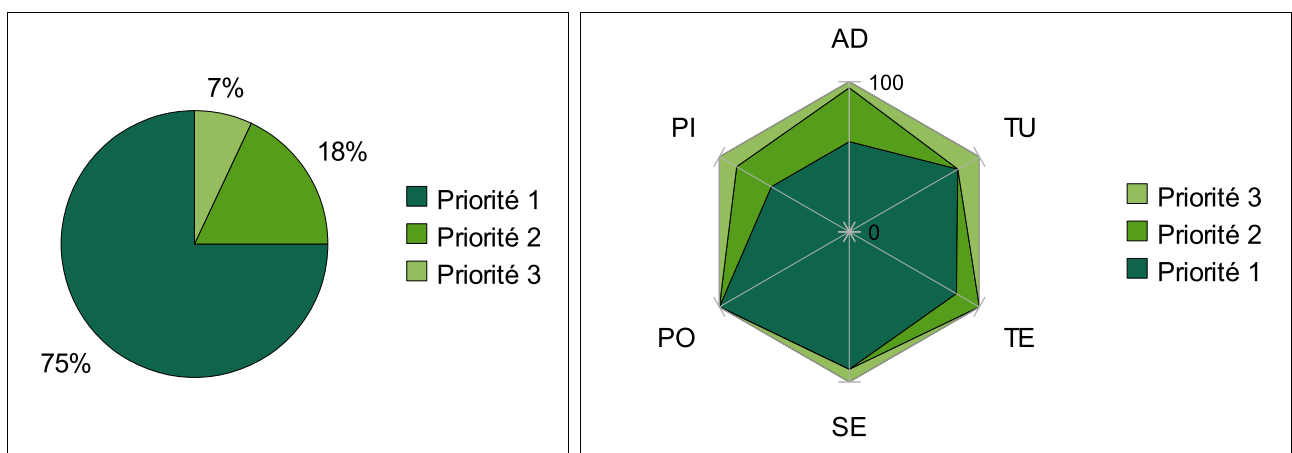 7%
18%
75%
Priorité 1
Priorité 2
Priorité 3
AD
100
PI
TU
0
PO
TE
SE
Priorité 3
Priorité 2
Priorité 1